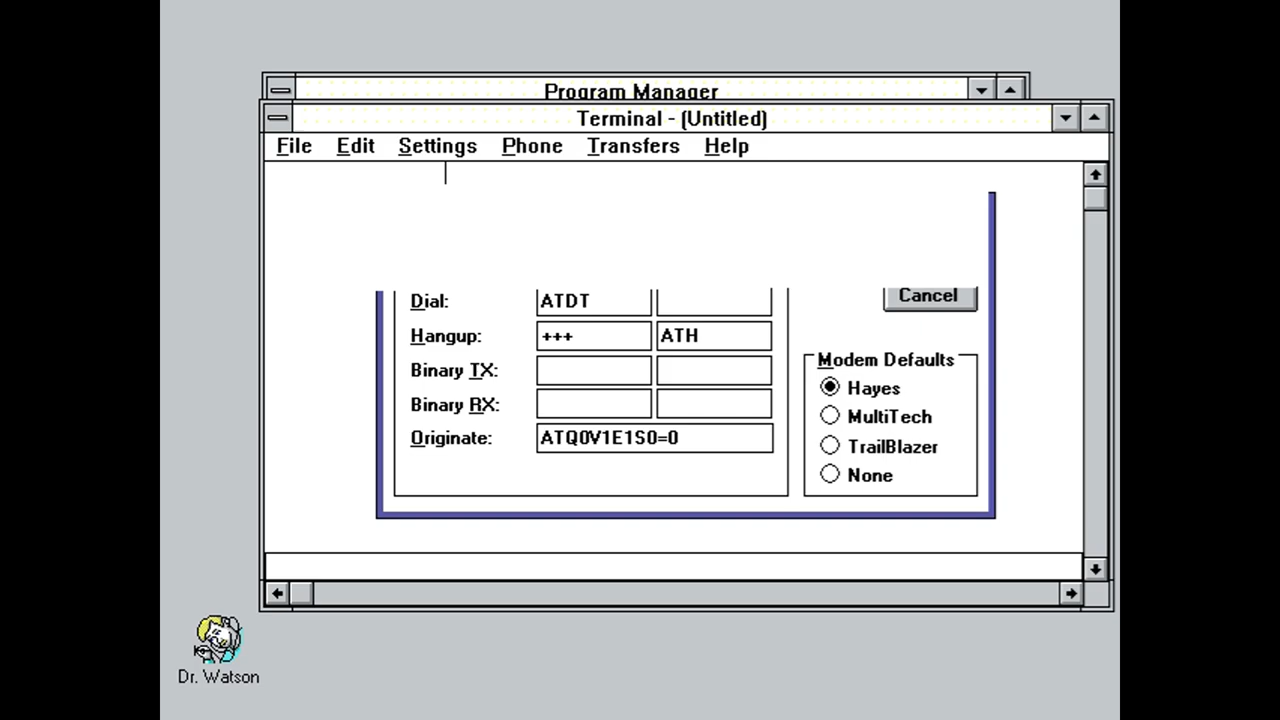 Program Manager
Terminal - (Untitled)
File Edit Settings Phone Transfers Help
Dial: ATDT
Cancel
Hangup: +++ ATH
Binary TX:
Binary RX:
Originate: ATQ0V1E1S0=0
Modem Defaults
Hayes
MultiTech
TrailBlazer
None
Dr. Watson